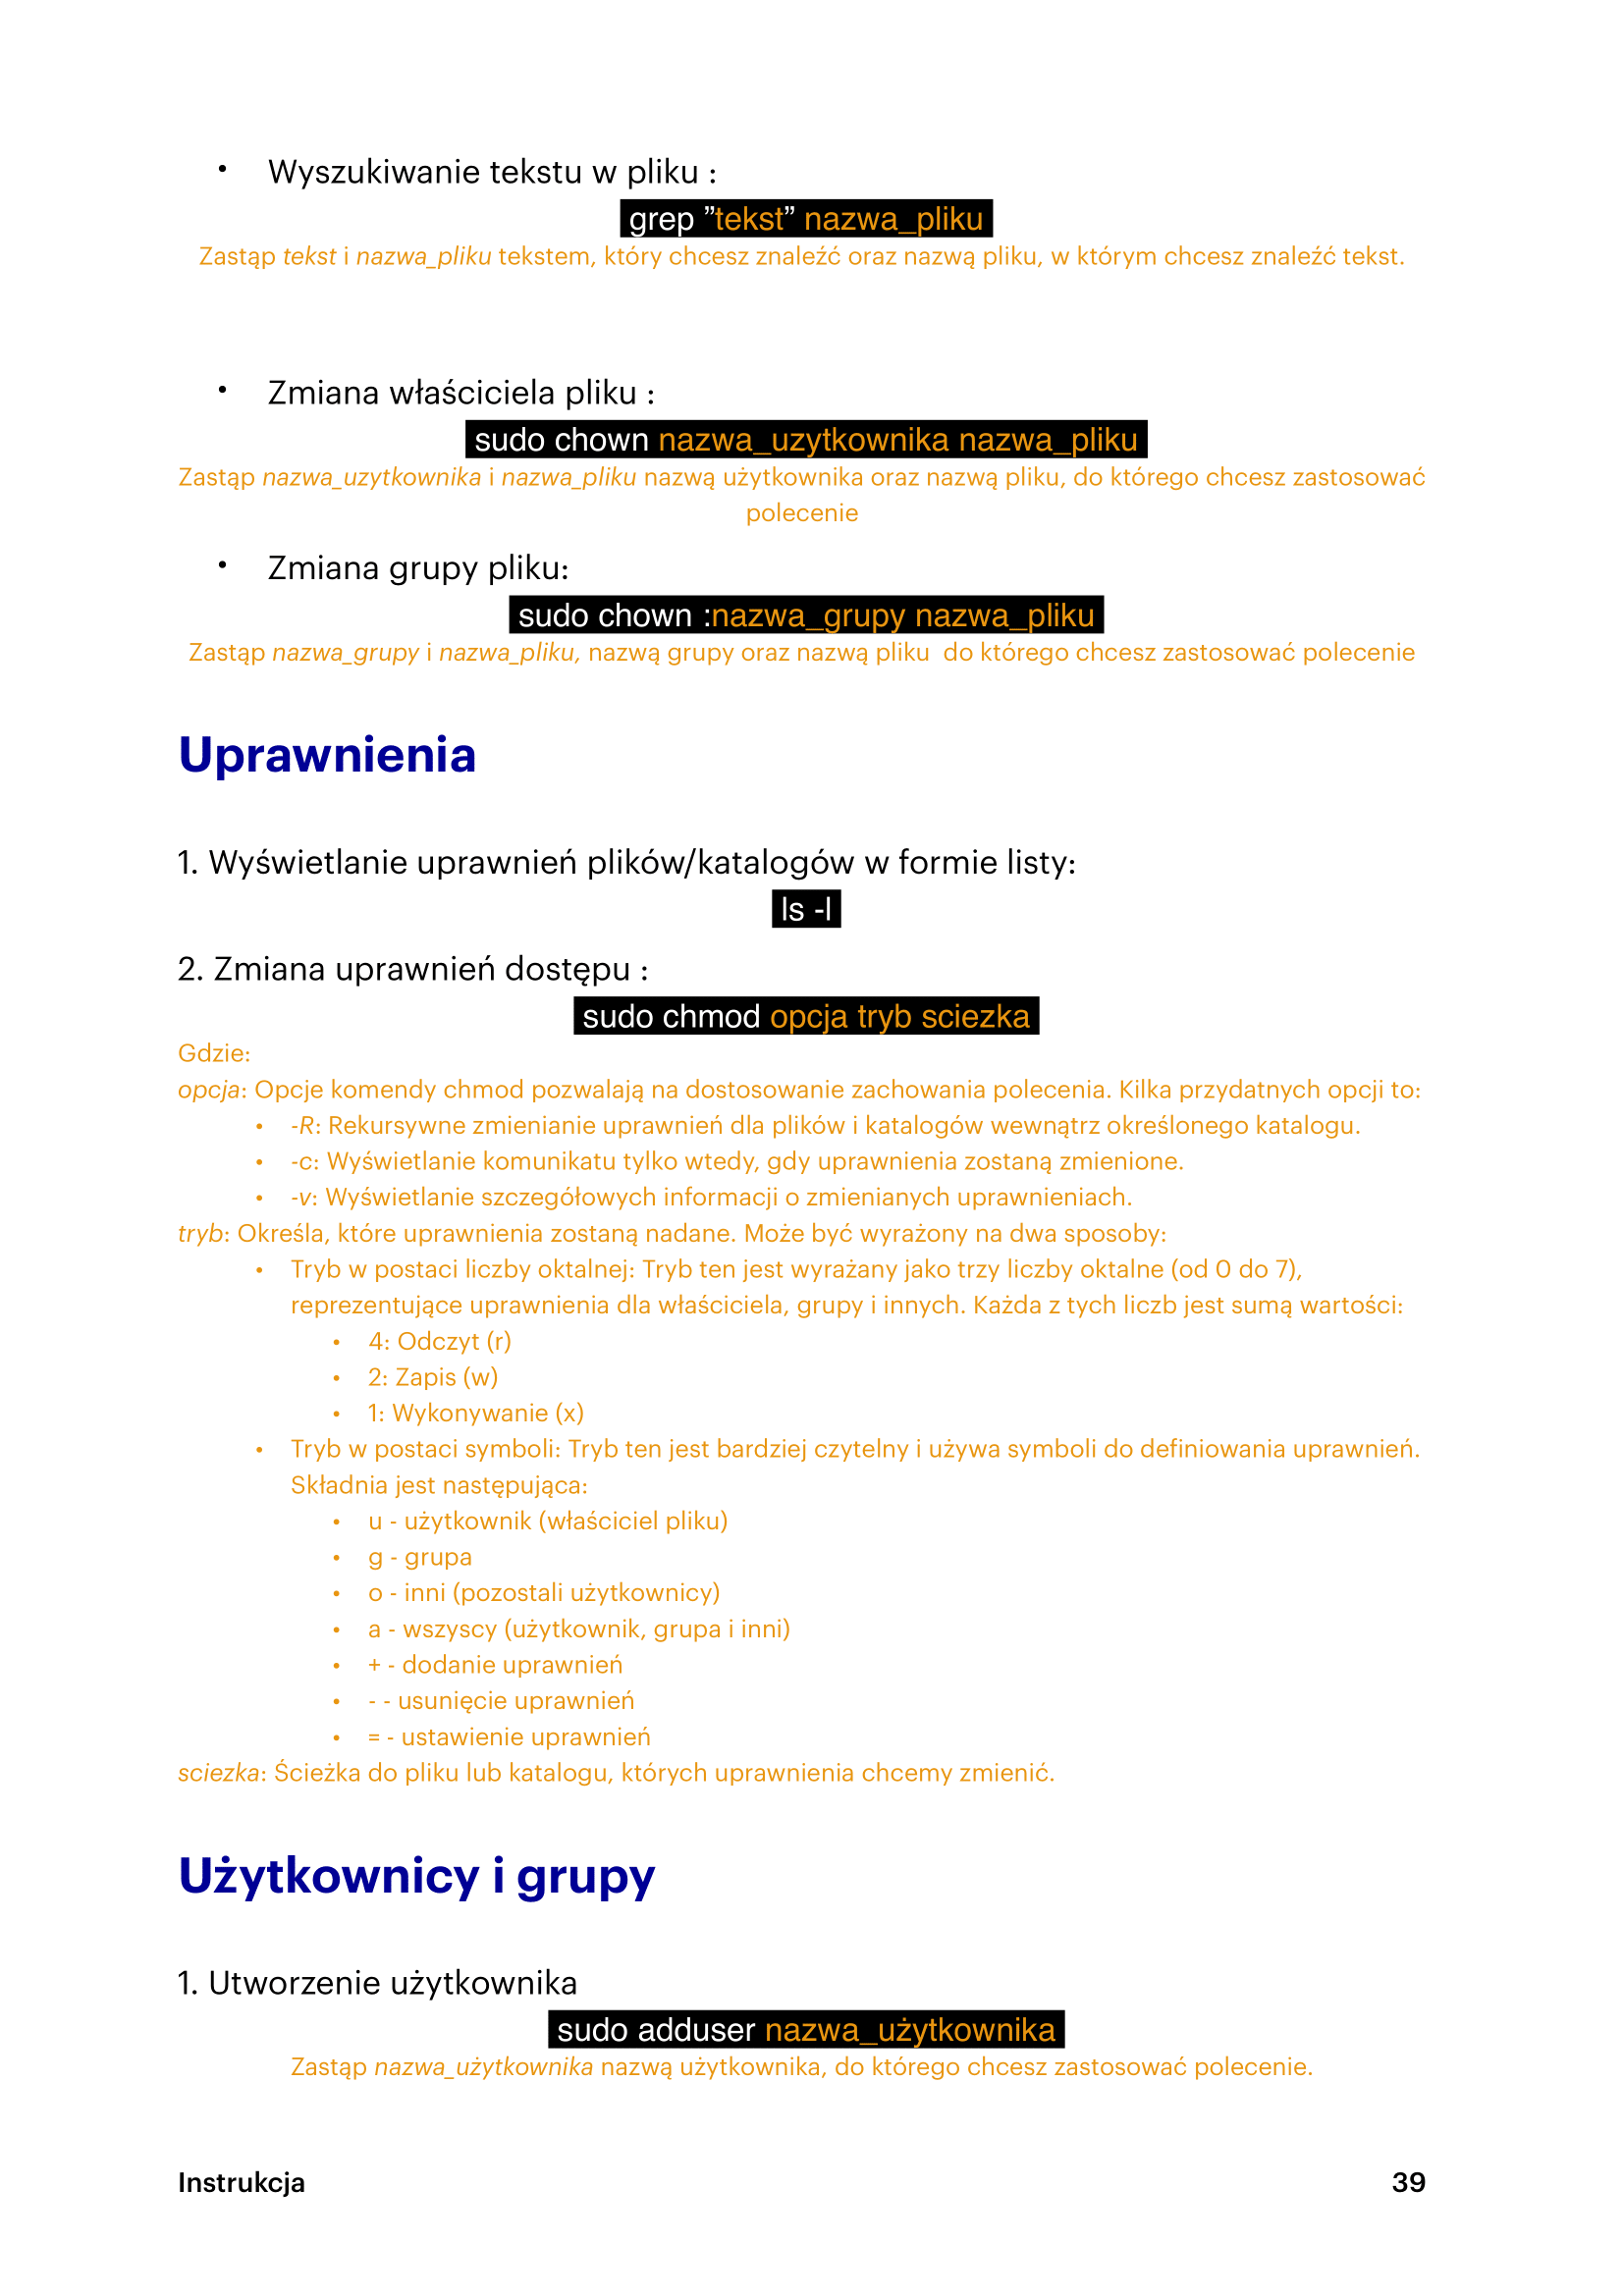 • Wyszukiwanie tekstu w pliku :
grep ”tekst” nazwa_pliku
Zastąp tekst i nazwa_pliku tekstem, który chcesz znaleźć oraz nazwą pliku, w którym chcesz znaleźć tekst.
• Zmiana właściciela pliku :
sudo chown nazwa_uzytkownika nazwa_pliku
Zastąp nazwa_uzytkownika i nazwa_pliku nazwą użytkownika oraz nazwą pliku, do którego chcesz zastosować
polecenie
• Zmiana grupy pliku:
sudo chown :nazwa_grupy nazwa_pliku
Zastąp nazwa_grupy i nazwa_pliku, nazwą grupy oraz nazwą pliku  do którego chcesz zastosować polecenie
Uprawnienia
1. Wyświetlanie uprawnień plików/katalogów w formie listy:
ls -l
2. Zmiana uprawnień dostępu :
sudo chmod opcja tryb sciezka
Gdzie:
opcja: Opcje komendy chmod pozwalają na dostosowanie zachowania polecenia. Kilka przydatnych opcji to:
• -R: Rekursywne zmienianie uprawnień dla plików i katalogów wewnątrz określonego katalogu.
• -c: Wyświetlanie komunikatu tylko wtedy, gdy uprawnienia zostaną zmienione.
• -v: Wyświetlanie szczegółowych informacji o zmienianych uprawnieniach.
tryb: Określa, które uprawnienia zostaną nadane. Może być wyrażony na dwa sposoby:
• Tryb w postaci liczby oktalnej: Tryb ten jest wyrażany jako trzy liczby oktalne (od 0 do 7),
reprezentujące uprawnienia dla właściciela, grupy i innych. Każda z tych liczb jest sumą wartości:
• 4: Odczyt (r)
• 2: Zapis (w)
• 1: Wykonywanie (x)
• Tryb w postaci symboli: Tryb ten jest bardziej czytelny i używa symboli do definiowania uprawnień.
Składnia jest następująca:
• u - użytkownik (właściciel pliku)
• g - grupa
• o - inni (pozostali użytkownicy)
• a - wszyscy (użytkownik, grupa i inni)
• + - dodanie uprawnień
• - - usunięcie uprawnień
• = - ustawienie uprawnień
sciezka: Ścieżka do pliku lub katalogu, których uprawnienia chcemy zmienić.
Użytkownicy i grupy
1. Utworzenie użytkownika
sudo adduser nazwa_użytkownika
Zastąp nazwa_użytkownika nazwą użytkownika, do którego chcesz zastosować polecenie.
Instrukcja 39